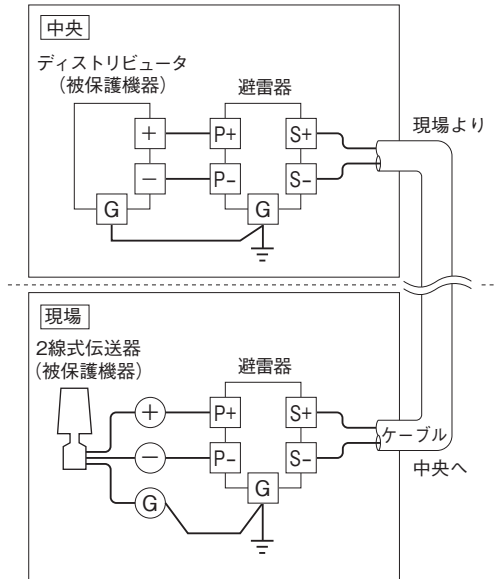 中央
ディストリビュータ
(被保護機器)
避雷器
現場より
+ P+ S+
− P− S−
G G
現場
2線式伝送器
(被保護機器)
避雷器
+ P+ S+
− P− S−
ケーブル
G G
中央へ